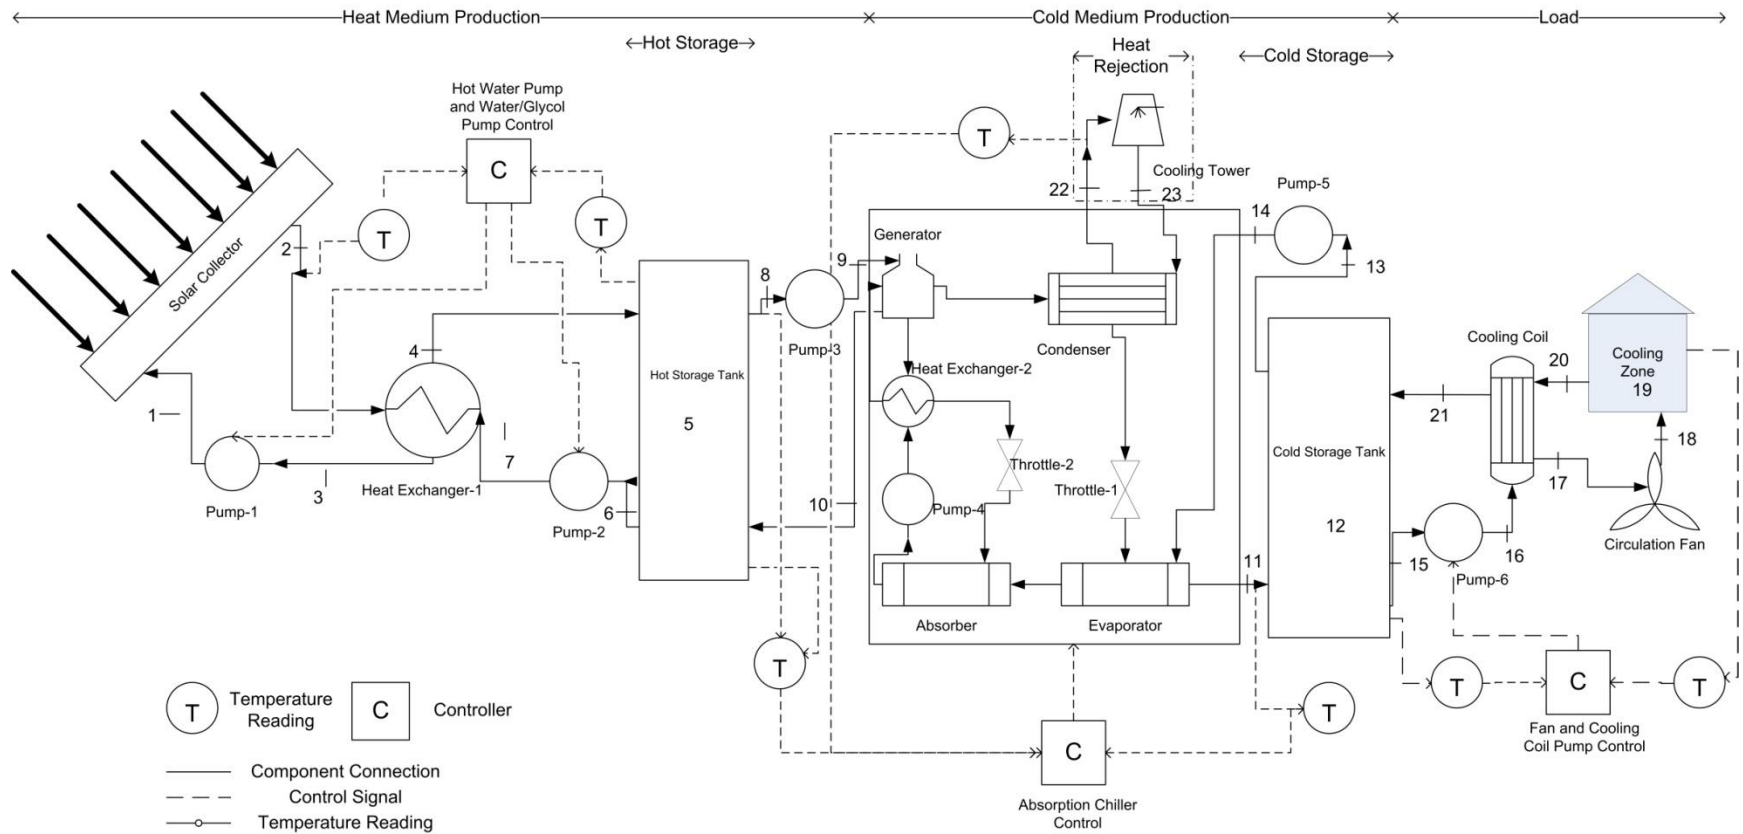 Heat Medium Production
Cold Medium Production
Load
Hot Storage
Heat
Rejection
Cold Storage
Hot Water Pump
and Water/Glycol
Pump Control
C
T
T
T
Cooling Tower
22
23
Pump-5
14
13
Solar Collector
2
Generator
9
8
Pump-3
Condenser
4
Hot Storage Tank
5
Heat Exchanger-2
Cooling Coil
20
Cooling
Zone
19
21
1
7
3
Heat Exchanger-1
Pump-1
6
Pump-2
10
Throttle-2
Pump-4
Throttle-1
Cold Storage Tank
12
18
17
Circulation Fan
15
16
Pump-6
11
Absorber
Evaporator
T
T
C
T
Fan and Cooling
Coil Pump Control
T
C
Absorption Chiller
Control
T
Temperature
Reading
C
Controller
Component Connection
Control Signal
Temperature Reading